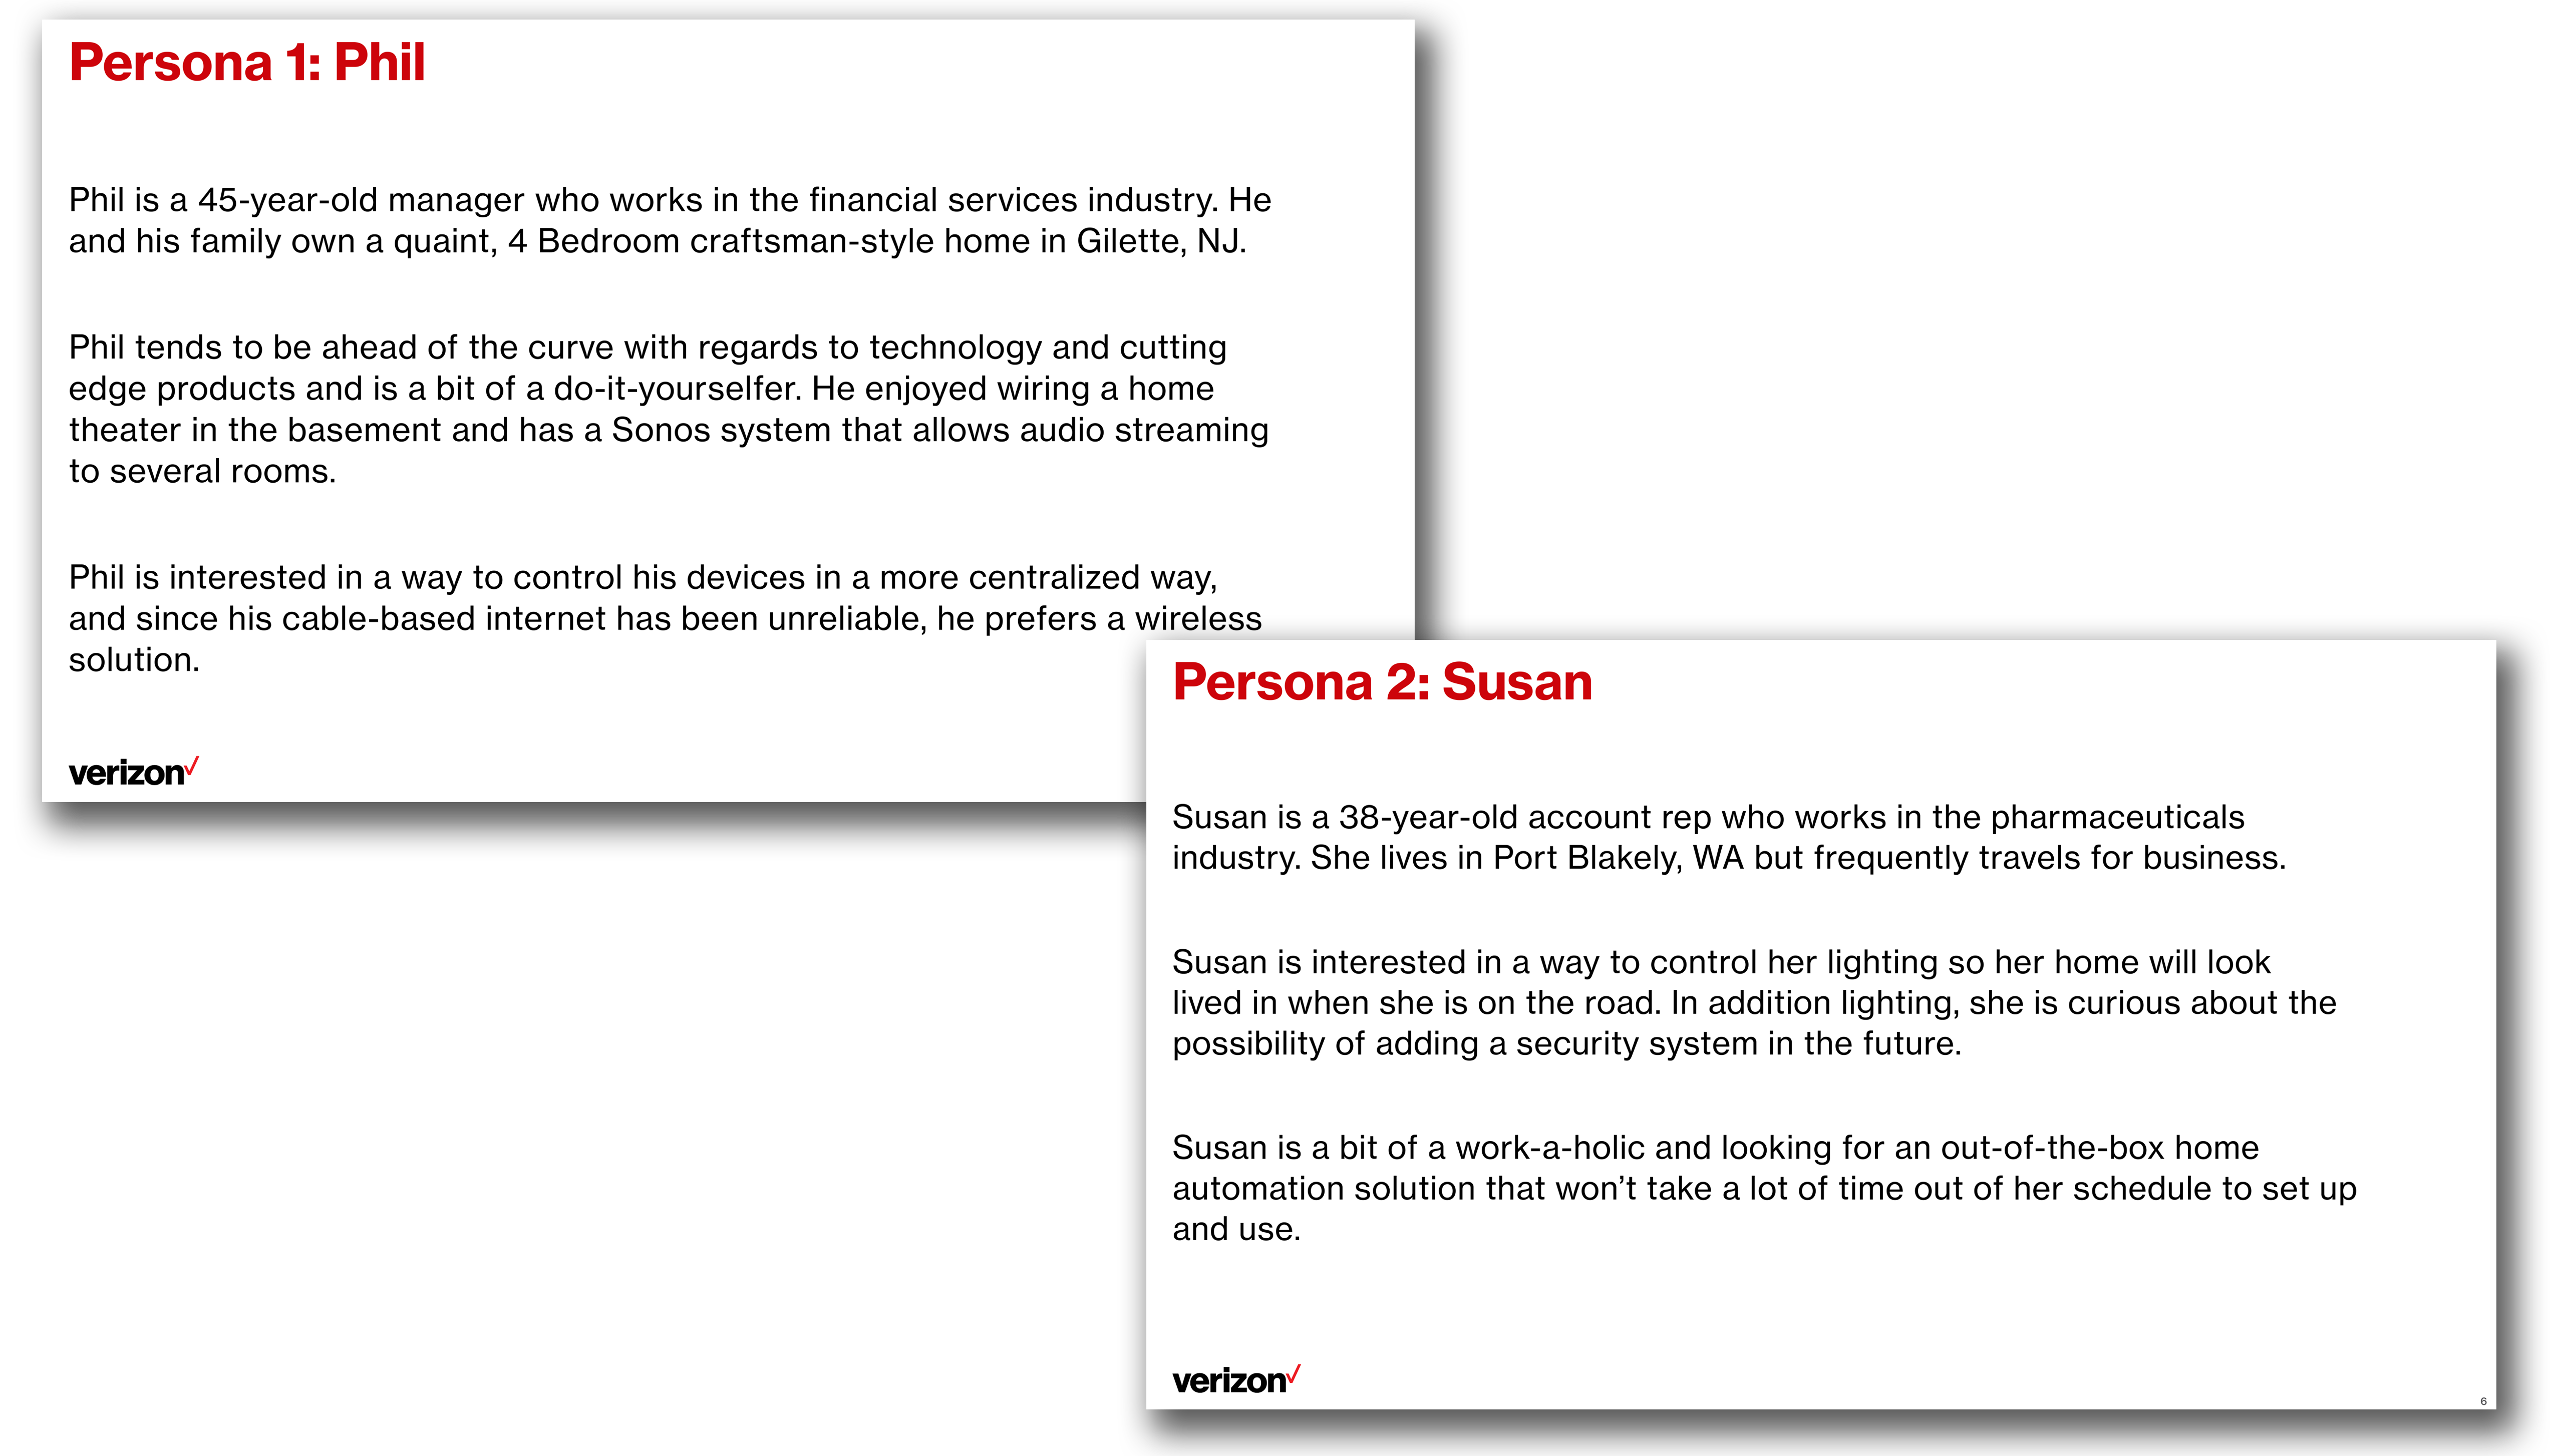 Persona 1: Phil
Phil is a 45-year-old manager who works in the financial services industry. He
and his family own a quaint, 4 Bedroom craftsman-style home in Gilette, NJ.
Phil tends to be ahead of the curve with regards to technology and cutting
edge products and is a bit of a do-it-yourselfer. He enjoyed wiring a home
theater in the basement and has a Sonos system that allows audio streaming
to several rooms.
Phil is interested in a way to control his devices in a more centralized way,
and since his cable-based internet has been unreliable, he prefers a wireless
solution.
verizon✓
Persona 2: Susan
Susan is a 38-year-old account rep who works in the pharmaceuticals
industry. She lives in Port Blakely, WA but frequently travels for business.
Susan is interested in a way to control her lighting so her home will look
lived in when she is on the road. In addition lighting, she is curious about the
possibility of adding a security system in the future.
Susan is a bit of a work-a-holic and looking for an out-of-the-box home
automation solution that won’t take a lot of time out of her schedule to set up
and use.
verizon✓
6